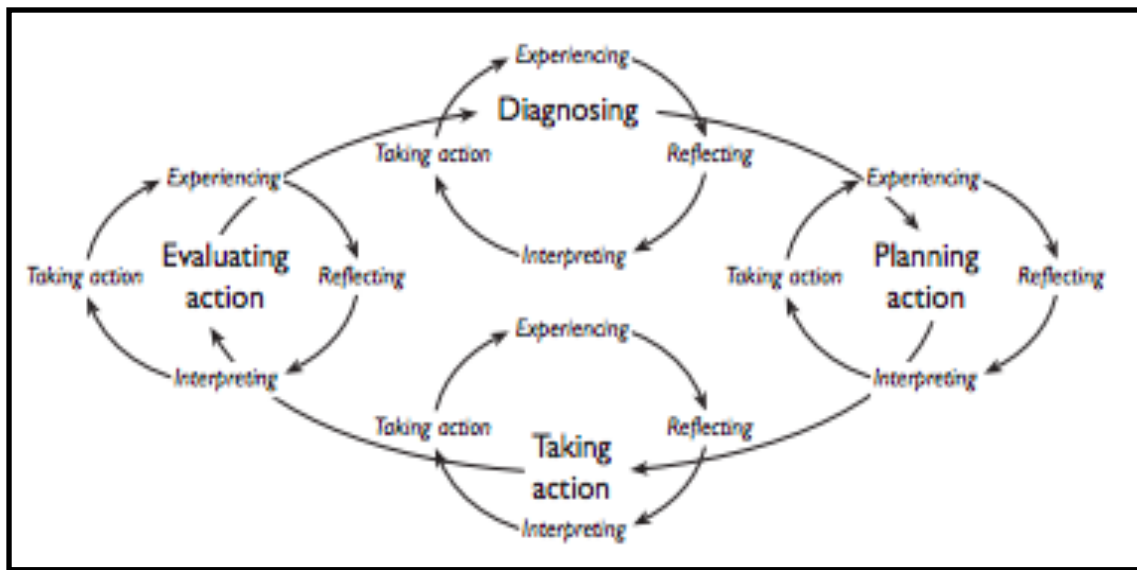 Experiencing
Diagnosing
Taking action
Reflecting
Interpreting
Experiencing
Evaluating
action
Taking action
Reflecting
Interpreting
Experiencing
Planning
action
Taking action
Reflecting
Interpreting
Experiencing
Taking action
Reflecting
Taking
action
Interpreting